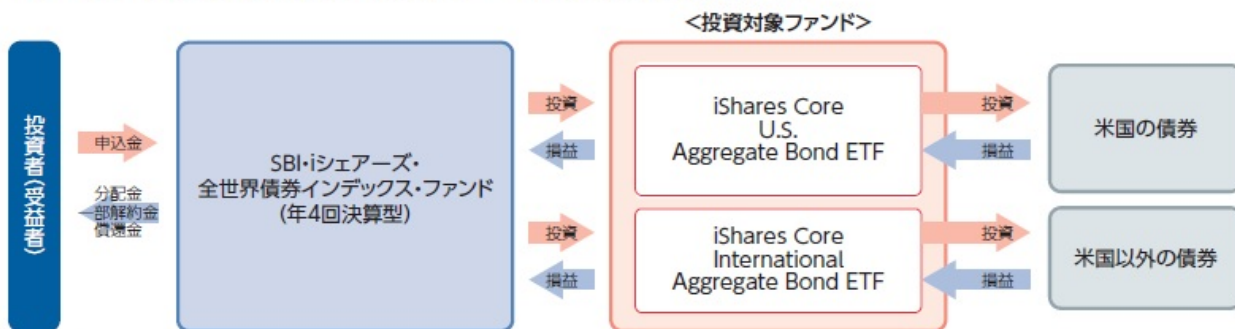 <投資対象ファンド>
投資者(受益者)
申込金
分配金
一部解約金
償還金
SBI・iシェアーズ・
全世界債券インデックス・ファンド
(年4回決算型)
投資
損益
投資
損益
iShares Core
U.S.
Aggregate Bond ETF
iShares Core
International
Aggregate Bond ETF
投資
損益
投資
損益
米国の債券
米国以外の債券